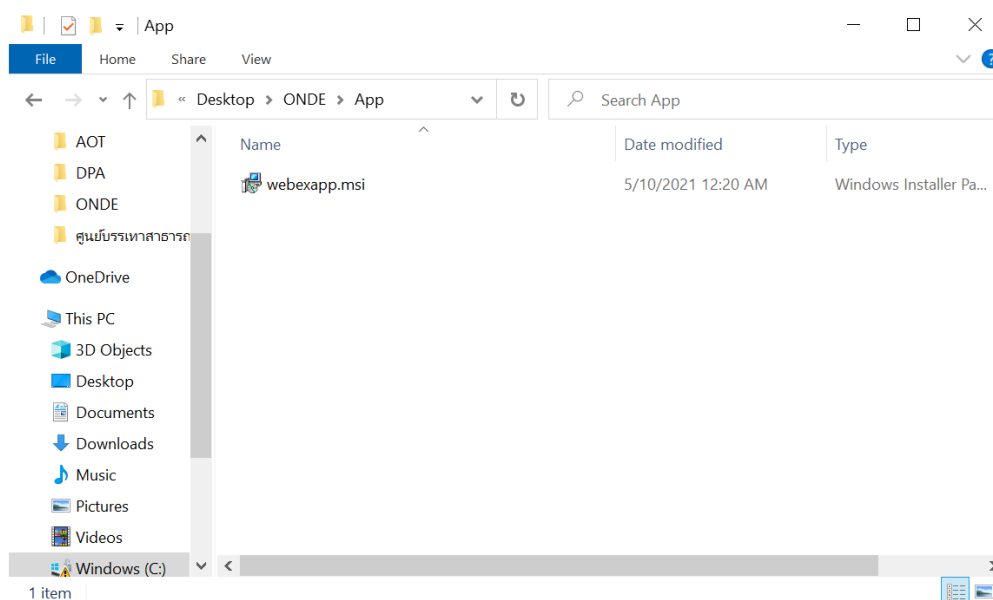 App
File Home Share View
« Desktop > ONDE > App
Search App
Name Date modified Type
webexapp.msi 5/10/2021 12:20 AM Windows Installer Pa...
AOT
DPA
ONDE
ศูนย์บรรเทาสาธารณ
OneDrive
This PC
3D Objects
Desktop
Documents
Downloads
Music
Pictures
Videos
Windows (C:)
1 item